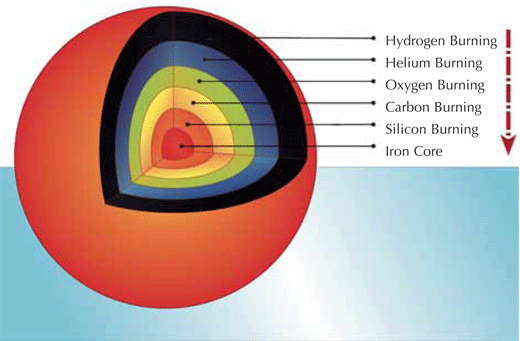 Hydrogen Burning
Helium Burning
Oxygen Burning
Carbon Burning
Silicon Burning
Iron Core